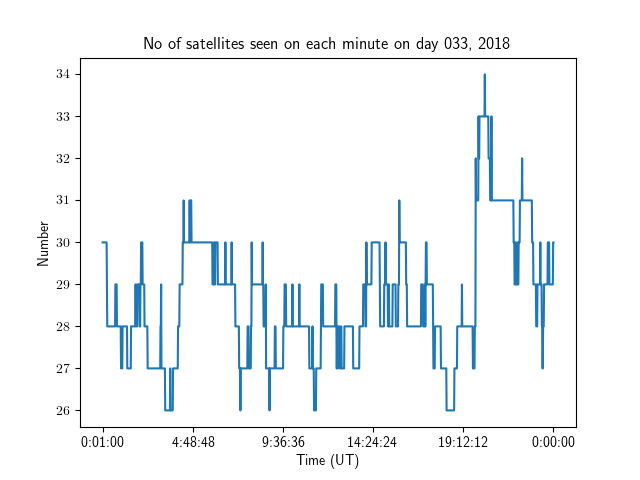 No of satellites seen on each minute on day 033, 2018
34
33
32
31
30
29
28
27
26
Number
0:01:00 4:48:48 9:36:36 14:24:24 19:12:12 0:00:00
Time (UT)